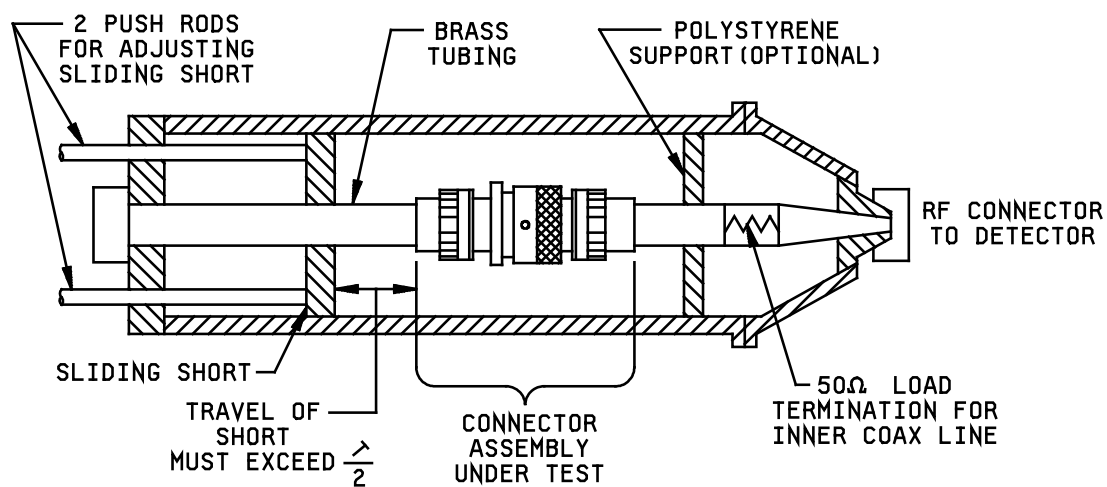 2 PUSH RODS
FOR ADJUSTING
SLIDING SHORT
BRASS
TUBING
POLYSTYRENE
SUPPORT (OPTIONAL)
RF CONNECTOR
TO DETECTOR
SLIDING SHORT
TRAVEL OF
SHORT
MUST EXCEED λ/2
CONNECTOR
ASSEMBLY
UNDER TEST
50Ω LOAD
TERMINATION FOR
INNER COAX LINE